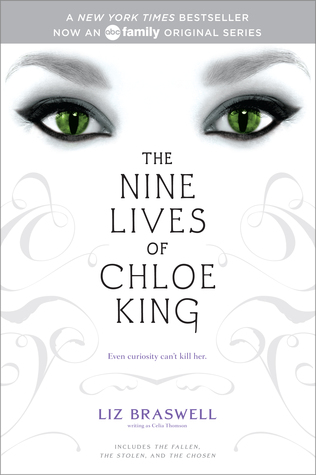 A NEW YORK TIMES BESTSELLER
NOW AN abc family ORIGINAL SERIES
THE
NINE
LIVES
OF
CHLOE
KING
Even curiosity can't kill her.
LIZ BRASWELL
writing as Celia Thomson
INCLUDES THE FALLEN,
THE STOLEN, AND THE CHOSEN